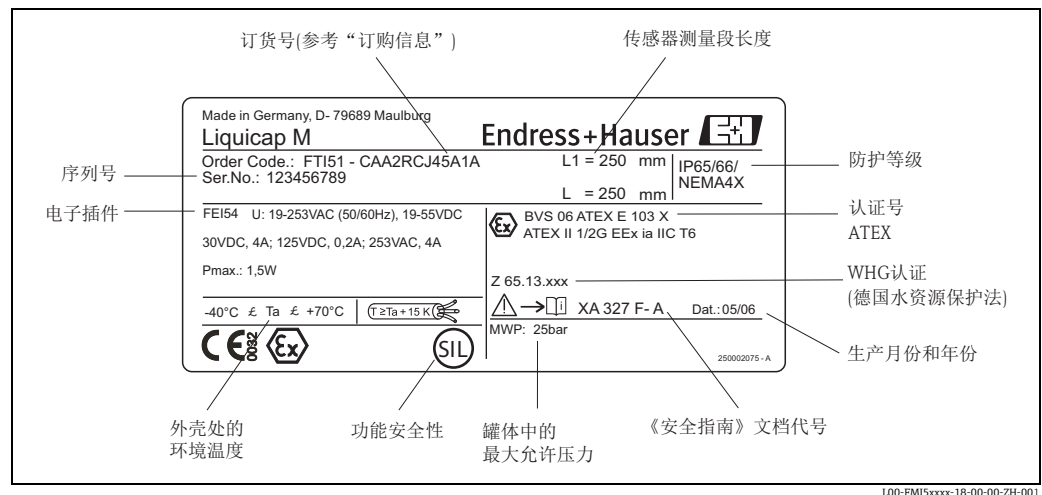 订货号(参考“订购信息”)
传感器测量段长度
Made in Germany, D- 79689 Maulburg
Liquicap M
Endress+Hauser
序列号
Order Code.: FTI51 - CAA2RCJ45A1A
Ser.No.: 123456789
L1 = 250 mm
L = 250 mm
IP65/66/
NEMA4X
防护等级
电子插件
FEI54 U: 19-253VAC (50/60Hz), 19-55VDC
30VDC, 4A; 125VDC, 0,2A; 253VAC, 4A
Pmax.: 1,5W
Ex
BVS 06 ATEX E 103 X
ATEX II 1/2G EEx ia IIC T6
认证号
ATEX
Z 65.13.xxx
WHG认证
(德国水资源保护法)
-40°C £ Ta £ +70°C
T ≥Ta + 15 K
XA 327 F- A
Dat.: 05/06
MWP: 25bar
CE 0032
Ex
SIL
250002075 - A
生产月份和年份
外壳处的
环境温度
功能安全性
罐体中的
最大允许压力
《安全指南》文档代号
L00-FMI5xxxx-18-00-00-ZH-001